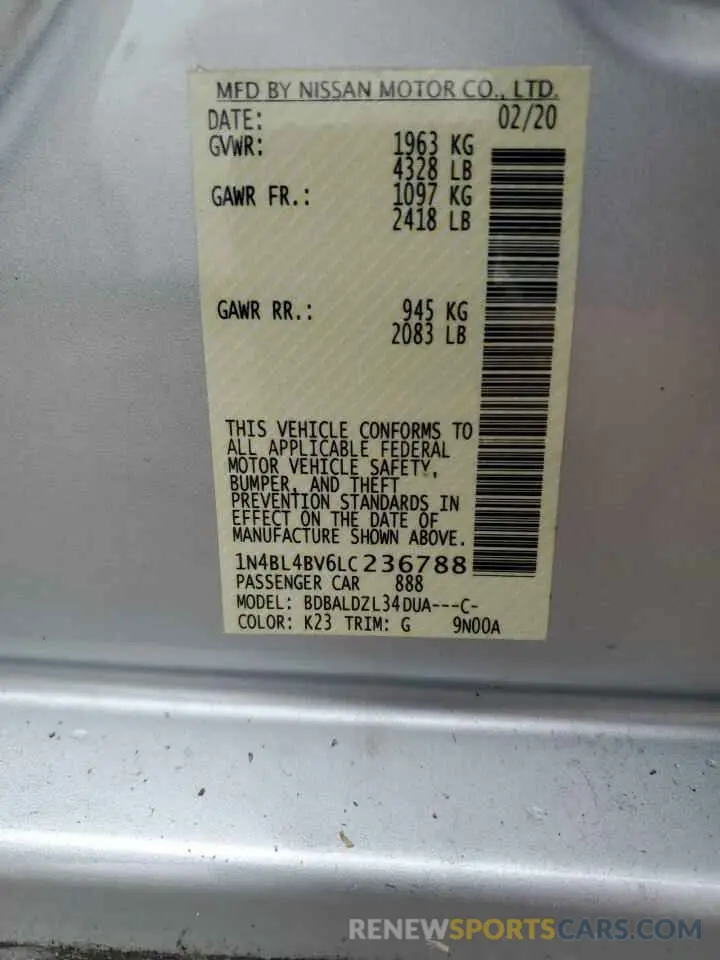 MFD BY NISSAN MOTOR CO., LTD.
DATE: 02/20
GVWR: 1963 KG
4328 LB
GAWR FR.: 1097 KG
2418 LB
GAWR RR.: 945 KG
2083 LB
THIS VEHICLE CONFORMS TO
ALL APPLICABLE FEDERAL
MOTOR VEHICLE SAFETY,
BUMPER, AND THEFT
PREVENTION STANDARDS IN
EFFECT ON THE DATE OF
MANUFACTURE SHOWN ABOVE.
1N4BL4BV6LC236788
PASSENGER CAR 888
MODEL: BDBALDZL34DUA---C-
COLOR: K23 TRIM: G 9N00A
RENEWSPORTSCARS.COM